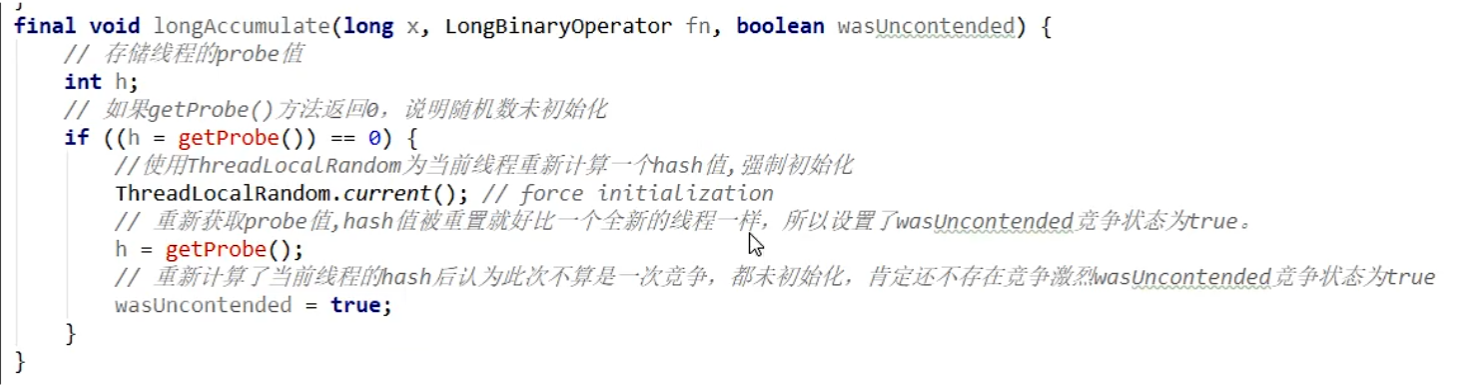 }
final void longAccumulate(long x, LongBinaryOperator fn, boolean wasUncontended) {
// 存储线程的probe值
int h;
// 如果getProbe()方法返回0，说明随机数未初始化
if ((h = getProbe()) == 0) {
//使用ThreadLocalRandom为当前线程重新计算一个hash值,强制初始化
ThreadLocalRandom.current(); // force initialization
// 重新获取probe值,hash值被重置就好比一个全新的线程一样，所以设置了wasUncontended竞争状态为true。
h = getProbe();
// 重新计算了当前线程的hash后认为此次不算是一次竞争，都未初始化，肯定还不存在竞争激烈wasUncontended竞争状态为true
wasUncontended = true;
}
}